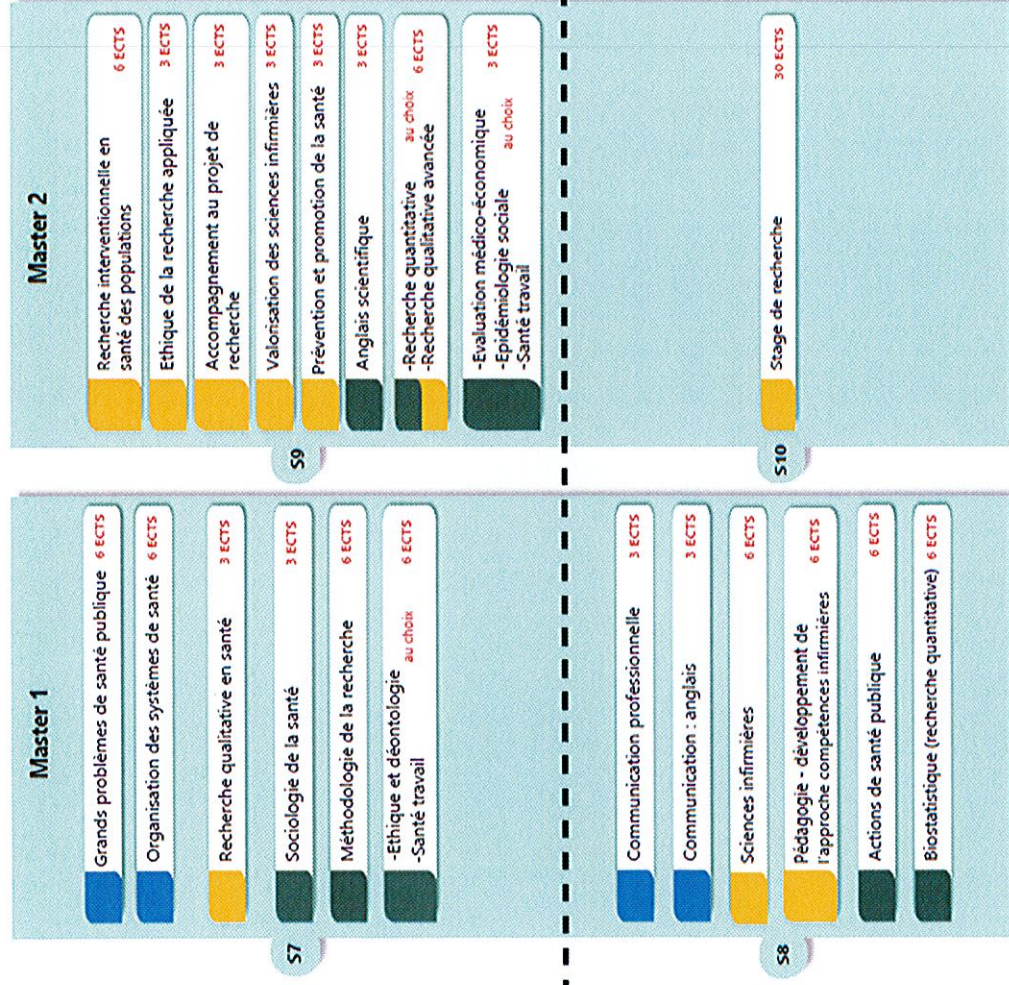 Master 1
S7
Grands problèmes de santé publique 6 ECTS
Organisation des systèmes de santé 6 ECTS
Recherche qualitative en santé 3 ECTS
Sociologie de la santé 3 ECTS
Méthodologie de la recherche 6 ECTS
-Ethique et déontologie 6 ECTS
-Santé travail au choix
S8
Communication professionnelle 3 ECTS
Communication : anglais 3 ECTS
Sciences infirmières 6 ECTS
Pédagogie - développement de 6 ECTS
l'approche compétences infirmières
Actions de santé publique 6 ECTS
Biostatistique (recherche quantitative) 6 ECTS
Master 2
S9
Recherche interventionnelle en 6 ECTS
santé des populations
Ethique de la recherche appliquée 3 ECTS
Accompagnement au projet de 3 ECTS
recherche
Valorisation des sciences infirmières 3 ECTS
Prévention et promotion de la santé 3 ECTS
Anglais scientifique 3 ECTS
-Recherche quantitative au choix 6 ECTS
-Recherche qualitative avancée
-Evaluation médico-économique 3 ECTS
-Epidémiologie sociale au choix
-Santé travail
S10
Stage de recherche 30 ECTS